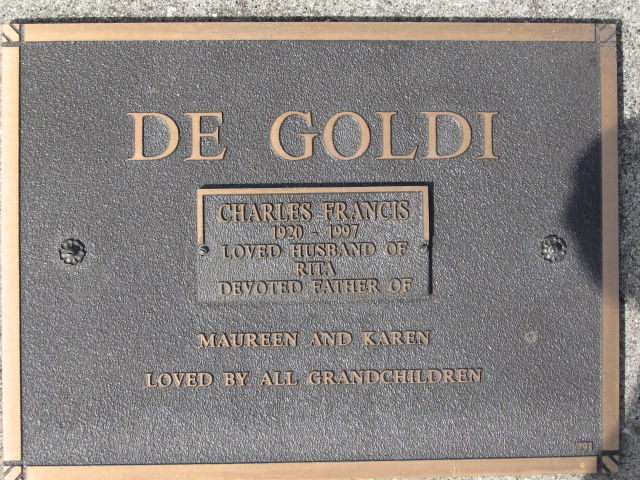 DE GOLDI
CHARLES FRANCIS
1920 - 1997
LOVED HUSBAND OF
RITA
DEVOTED FATHER OF
MAUREEN AND KAREN
LOVED BY ALL GRANDCHILDREN